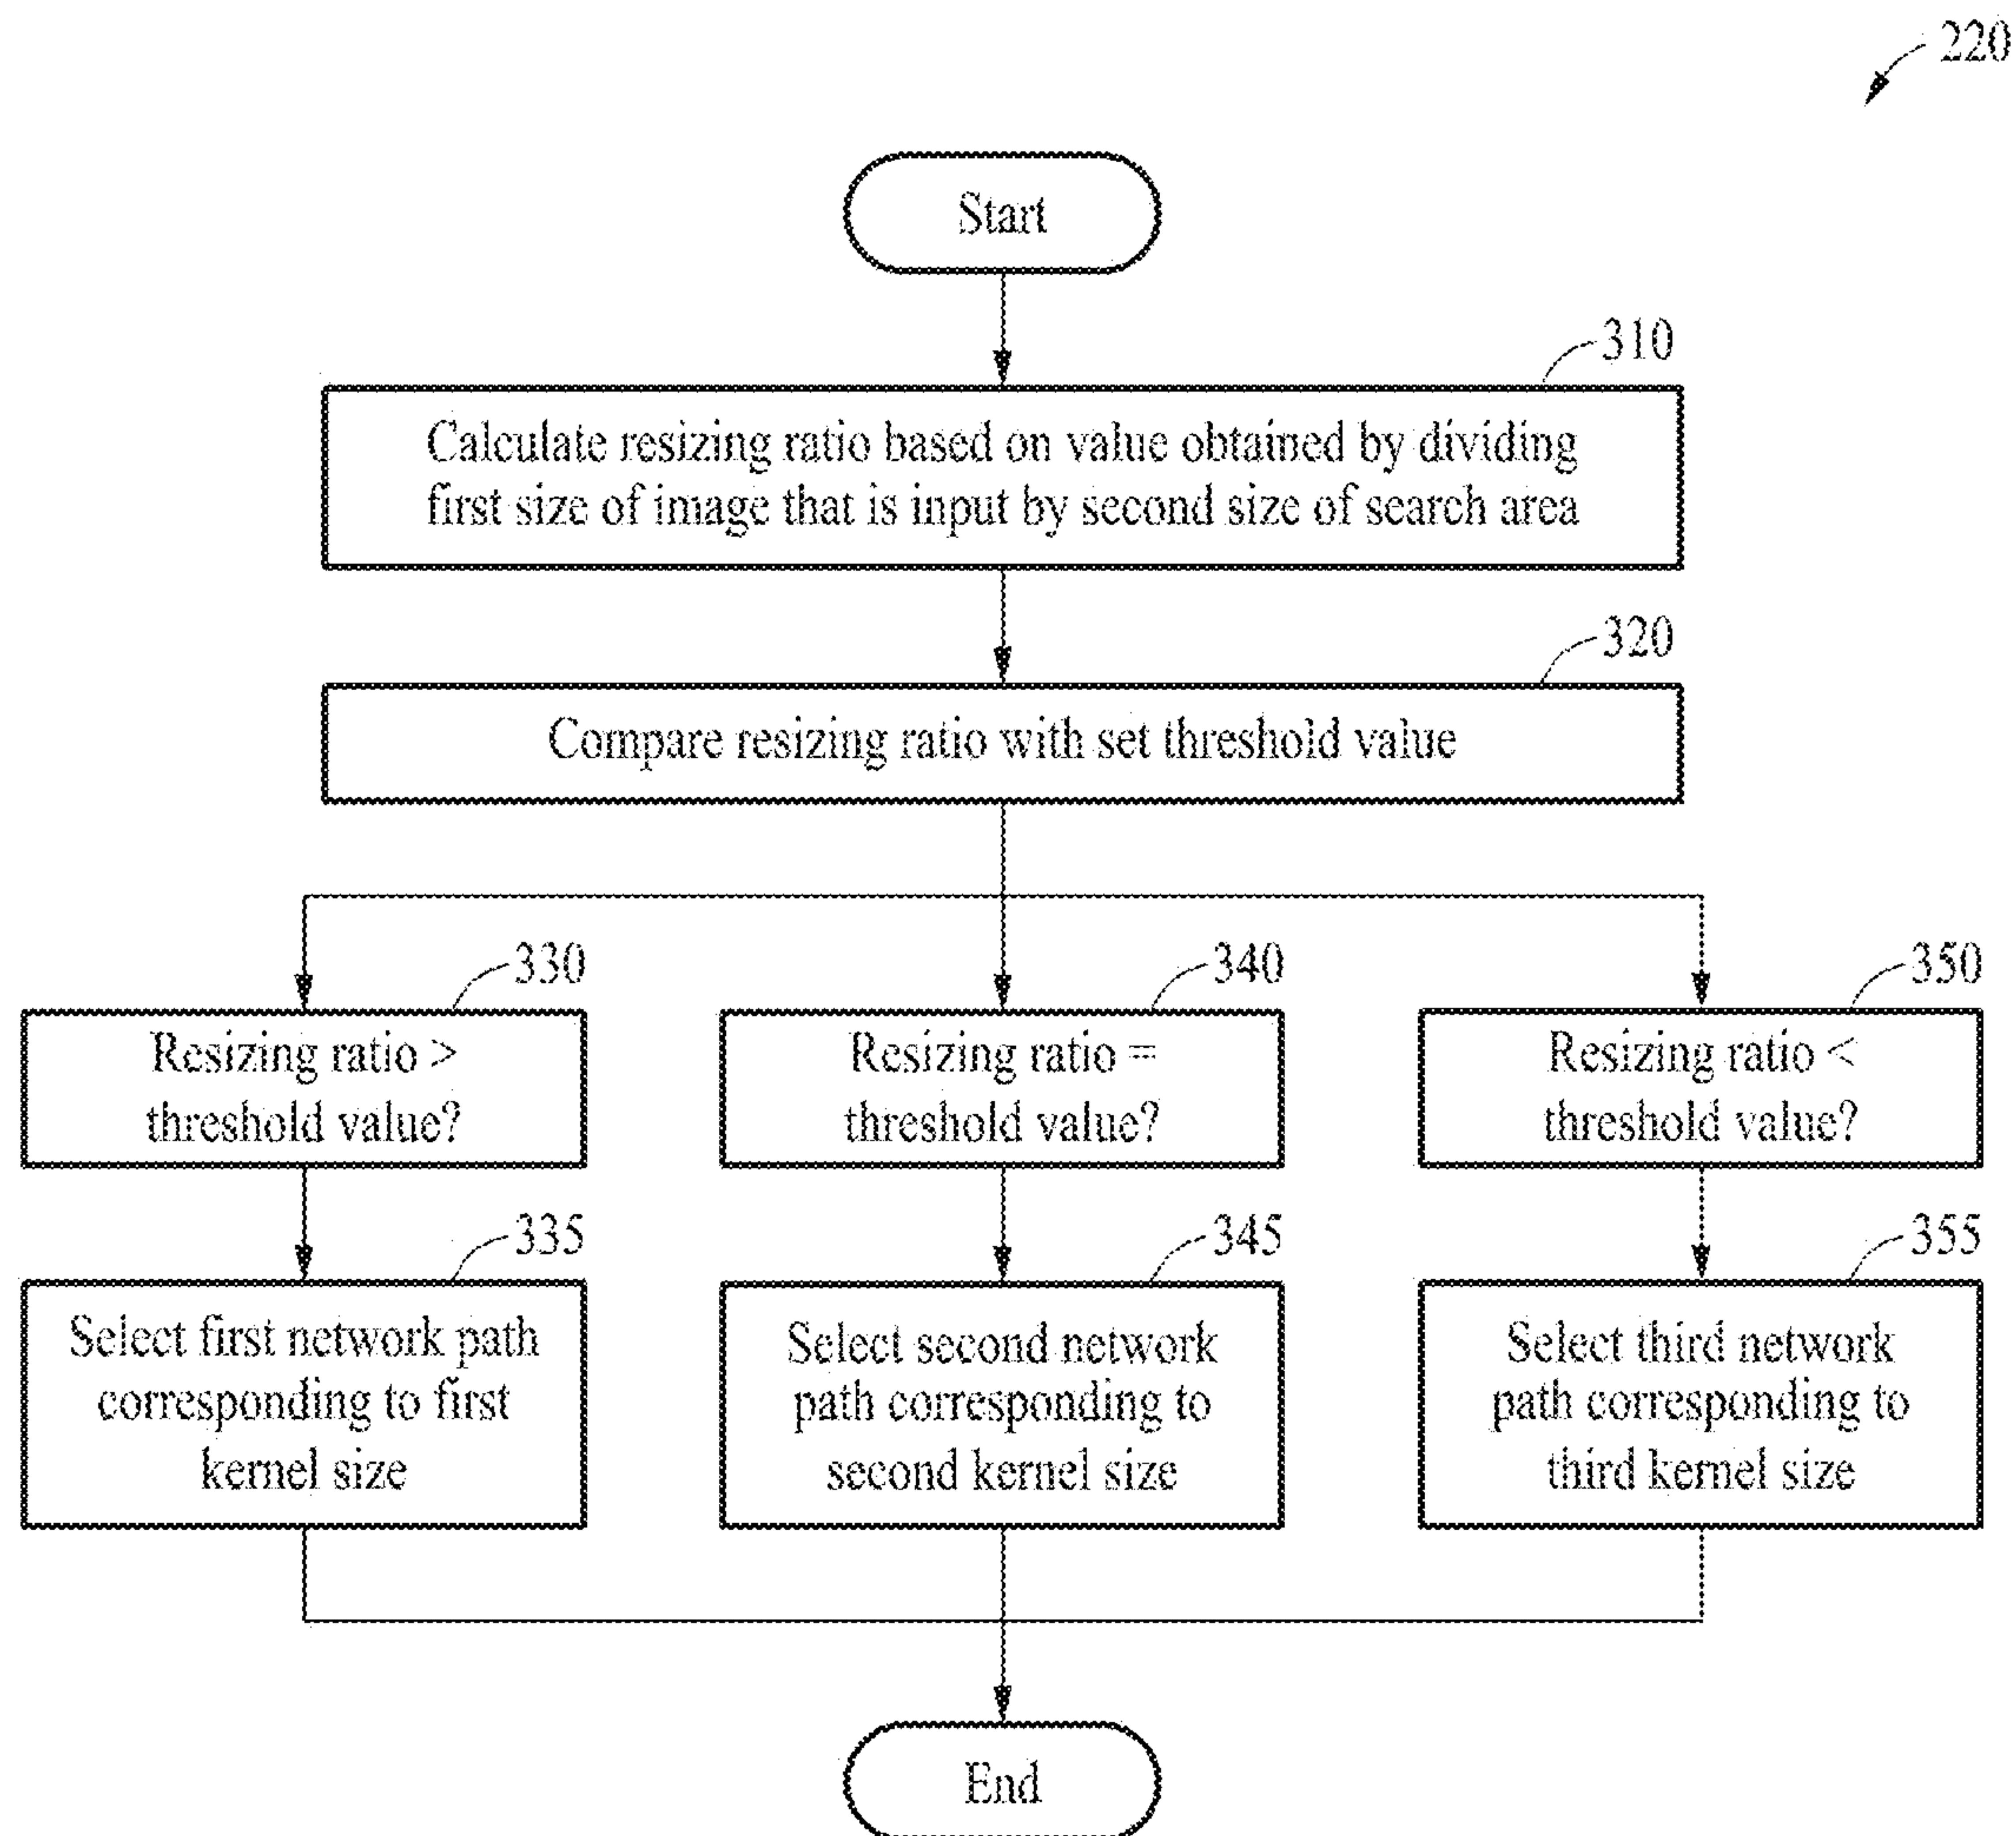 220
Start
310
Calculate resizing ratio based on value obtained by dividing
first size of image that is input by second size of search area
320
Compare resizing ratio with set threshold value
330
Resizing ratio >
threshold value?
340
Resizing ratio =
threshold value?
350
Resizing ratio <
threshold value?
335
Select first network path
corresponding to first
kernel size
345
Select second network
path corresponding to
second kernel size
355
Select third network
path corresponding to
third kernel size
End